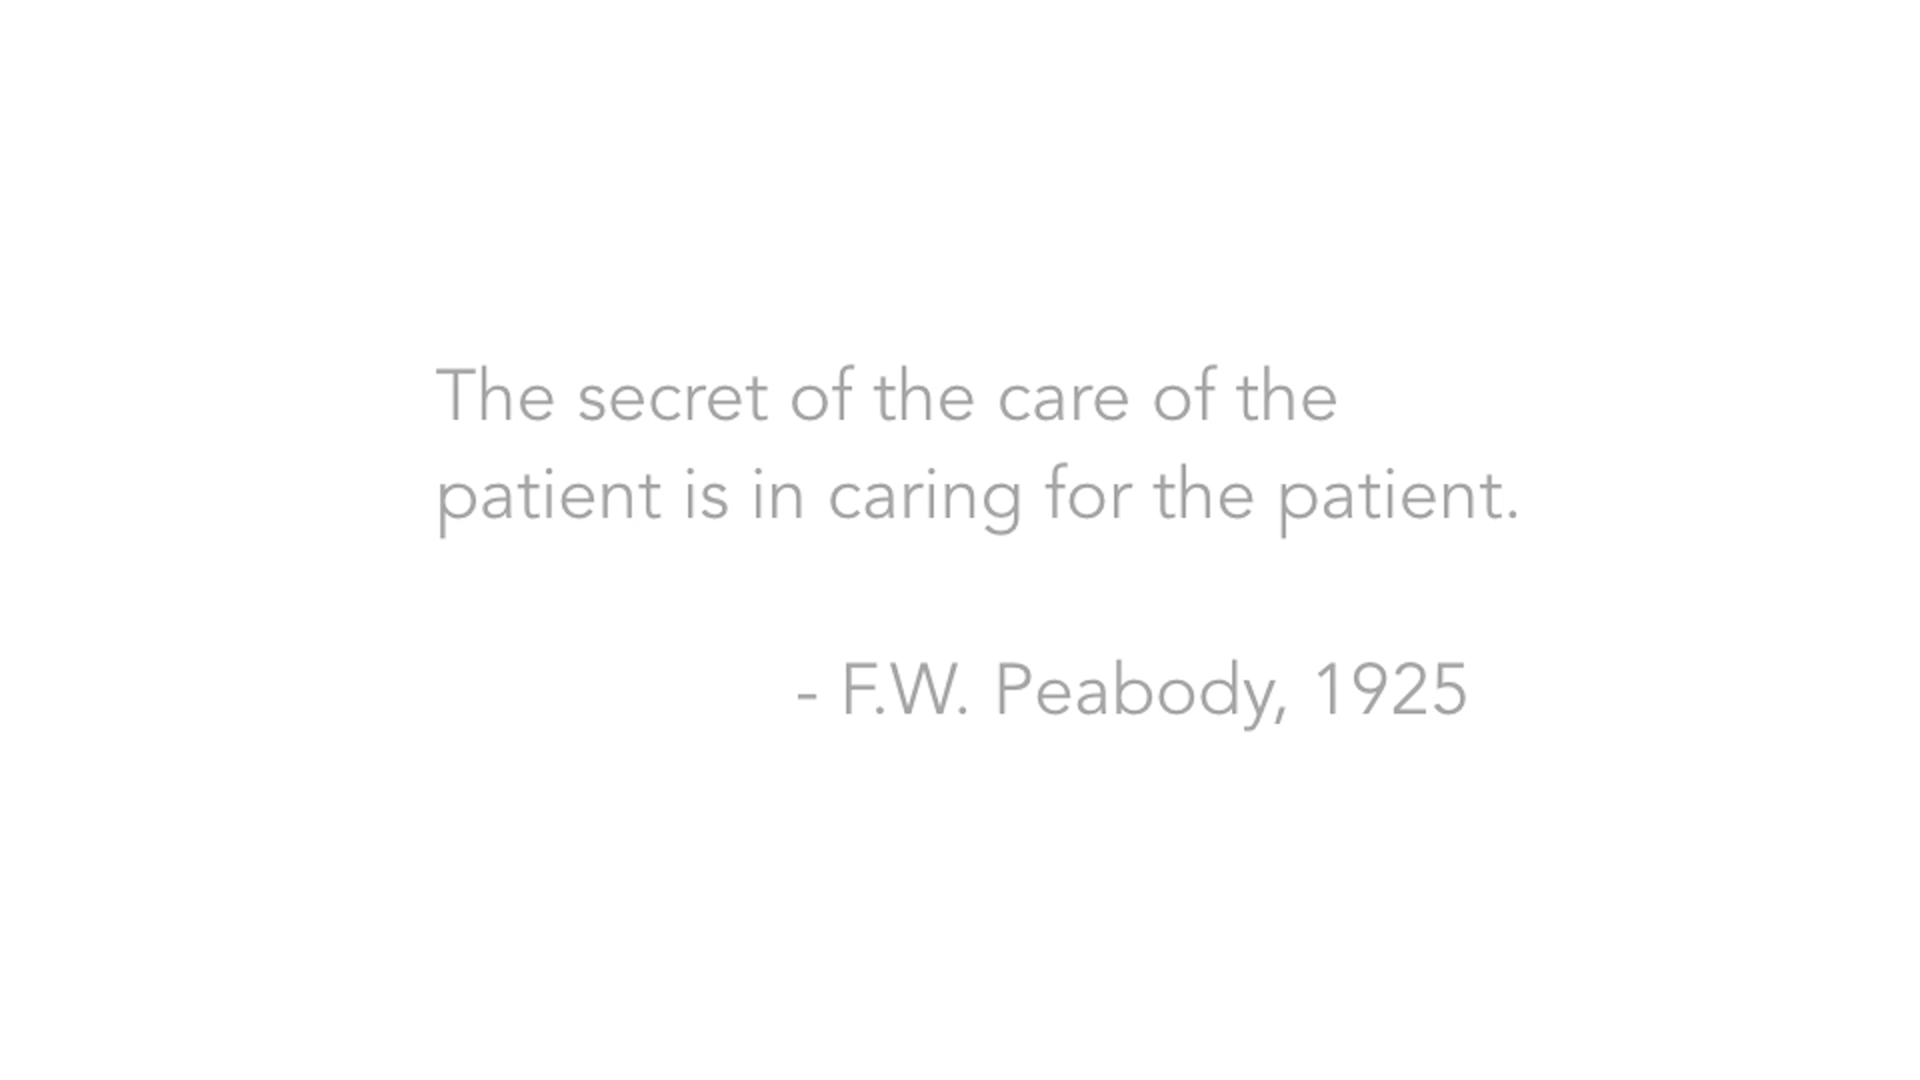 The secret of the care of the
patient is in caring for the patient.
- F.W. Peabody, 1925